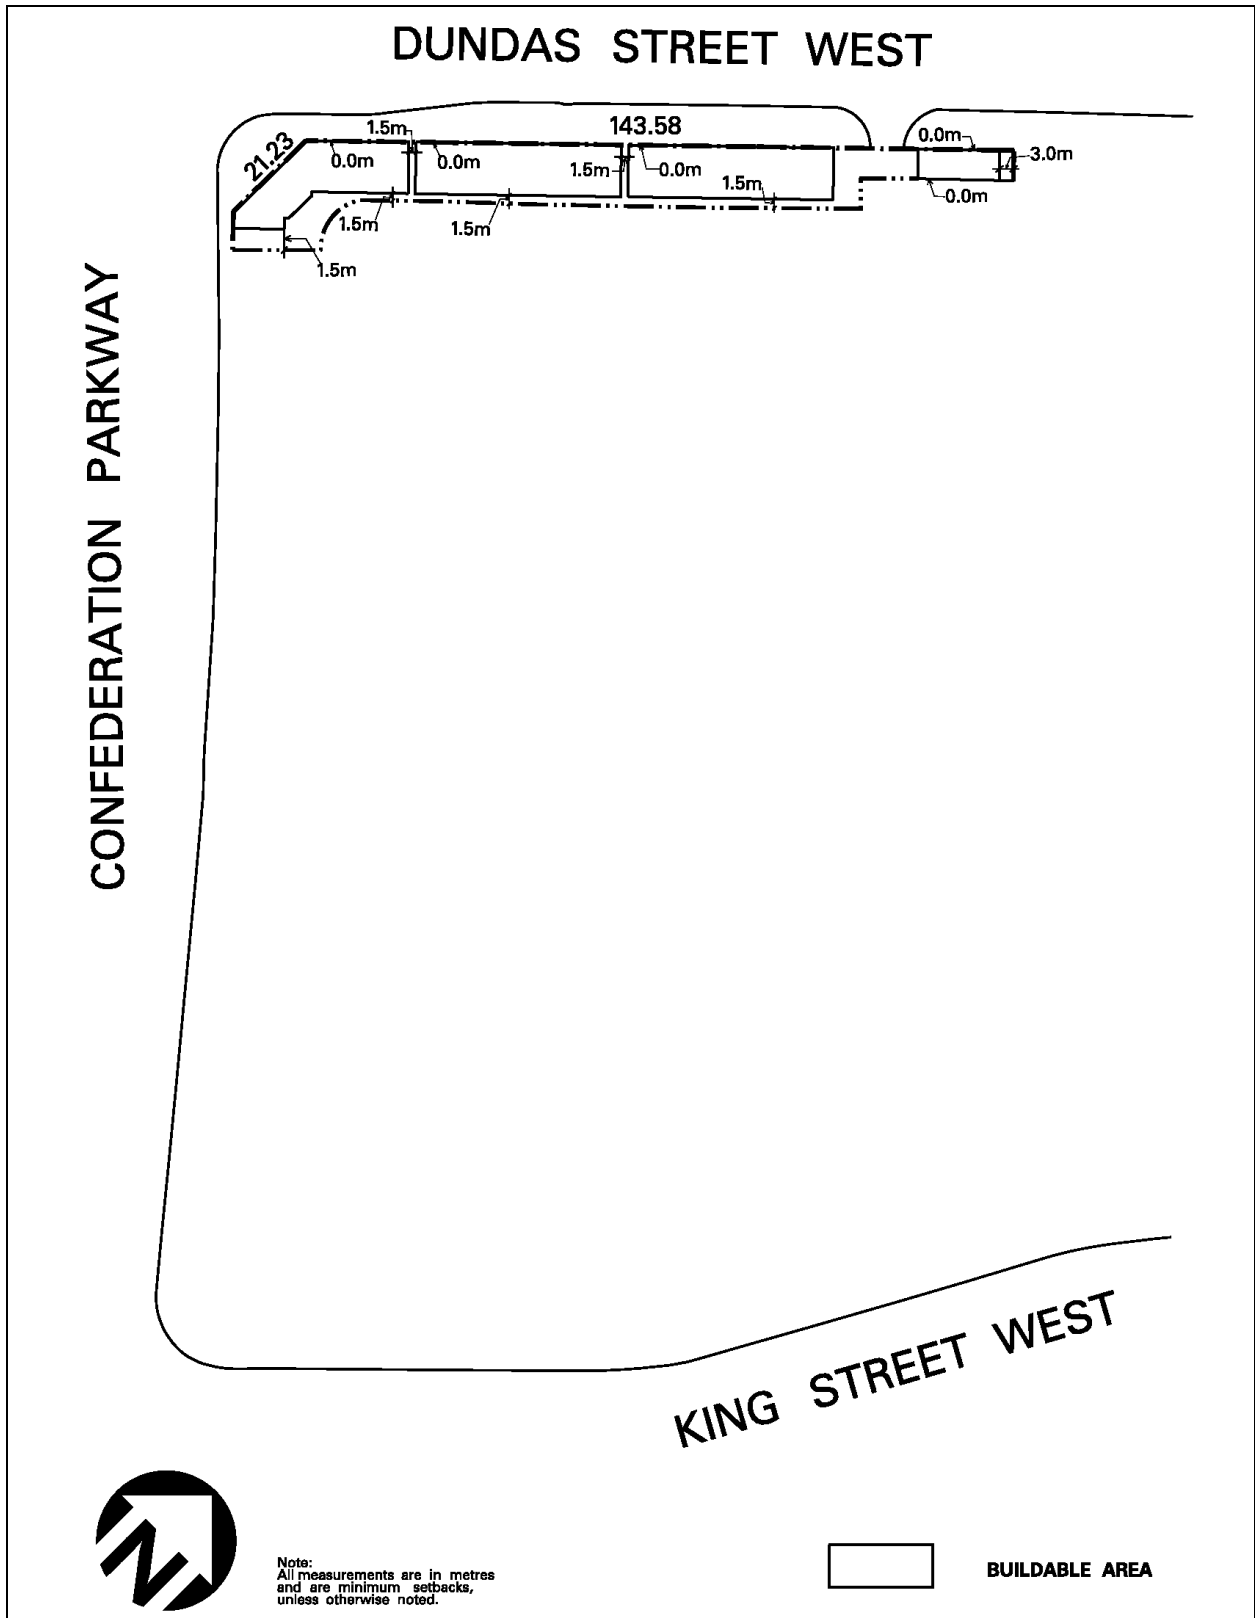 DUNDAS STREET WEST
143.58
1.5m
0.0m
21.23
0.0m
0.0m
1.5m
0.0m
0.0m
3.0m
1.5m
0.0m
1.5m
1.5m
1.5m
CONFEDERATION PARKWAY
KING STREET WEST
N
Note:
All measurements are in metres
and are minimum setbacks,
unless otherwise noted.
BUILDABLE AREA